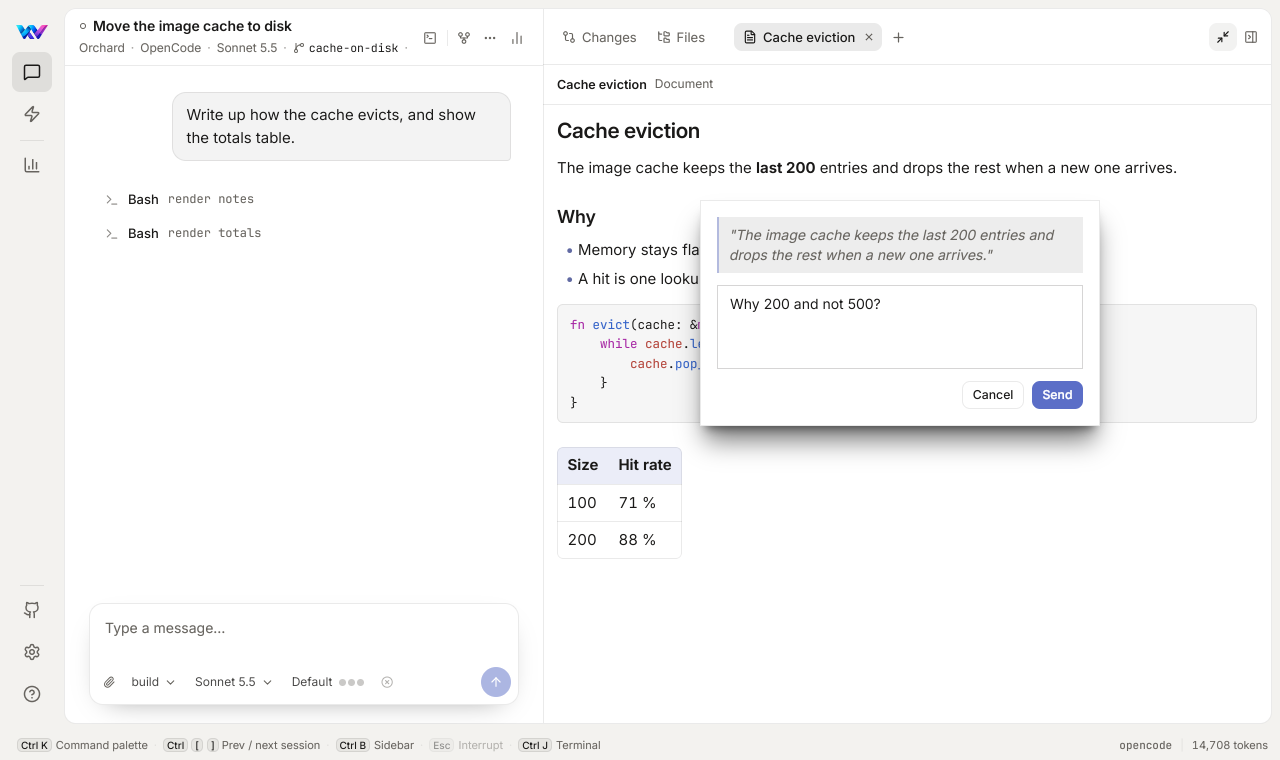 Move the image cache to disk
Orchard · OpenCode · Sonnet 5.5 · cache-on-disk ·
Write up how the cache evicts, and show
the totals table.
Bash render notes
Bash render totals
Type a message...
build Sonnet 5.5 Default
Changes Files Cache eviction
Cache eviction Document
Cache eviction
The image cache keeps the last 200 entries and drops the rest when a new one arrives.
Why
Memory stays
A hit is one
fn evict(cache: &
while cache.
cache.
}
}
"The image cache keeps the last 200 entries and
drops the rest when a new one arrives."
Why 200 and not 500?
Cancel Send
Size Hit rate
100 71 %
200 88 %
Ctrl K Command palette Ctrl [ ] Prev / next session Ctrl B Sidebar Esc Interrupt Ctrl J Terminal
opencode 14,708 tokens